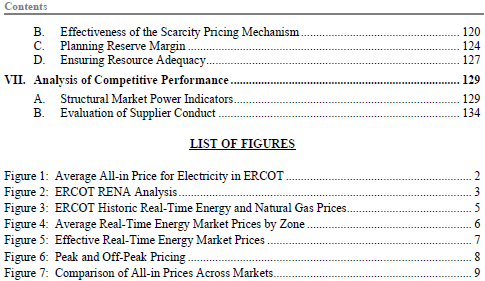 Contents
B. Effectiveness of the Scarcity Pricing Mechanism ........ 120
C. Planning Reserve Margin ........ 124
D. Ensuring Resource Adequacy ........ 127
VII. Analysis of Competitive Performance ........ 129
A. Structural Market Power Indicators ........ 129
B. Evaluation of Supplier Conduct ........ 134
LIST OF FIGURES
Figure 1: Average All-in Price for Electricity in ERCOT ........ 2
Figure 2: ERCOT RENA Analysis ........ 3
Figure 3: ERCOT Historic Real-Time Energy and Natural Gas Prices ........ 5
Figure 4: Average Real-Time Energy Market Prices by Zone ........ 6
Figure 5: Effective Real-Time Energy Market Prices ........ 7
Figure 6: Peak and Off-Peak Pricing ........ 8
Figure 7: Comparison of All-in Prices Across Markets ........ 9